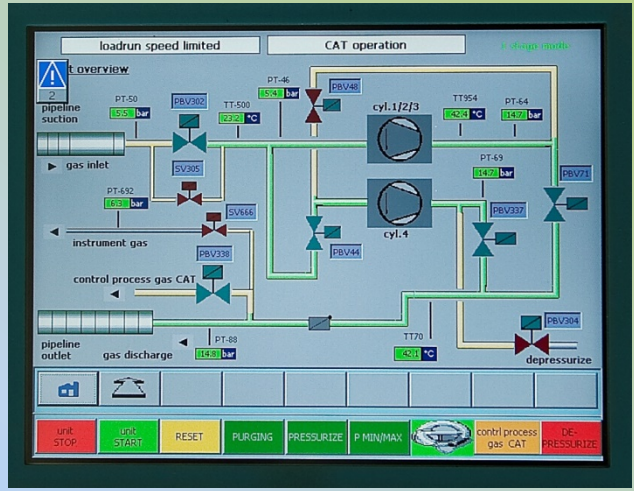 loadrun speed limited
CAT operation
1-stage mode
t overview
2
pipeline
suction
PT-50
5.5 bar
PBV302
TT-500
23.2 °C
PT-46
5.4 bar
PBV48
cyl.1/2/3
TT954
42.4 °C
PT-64
14.7 bar
gas inlet
SV305
PT-69
14.7 bar
PBV71
PT-692
6.3 bar
SV666
instrument gas
PBV338
PBV44
cyl.4
PBV337
control process gas CAT
PBV304
pipeline
outlet
gas discharge
PT-88
14.8 bar
TT70
42.1 °C
depressurize
unit
STOP
unit
START
RESET
PURGING
PRESSURIZE
P MIN/MAX
contrl process
gas CAT
DE-
PRESSURIZE